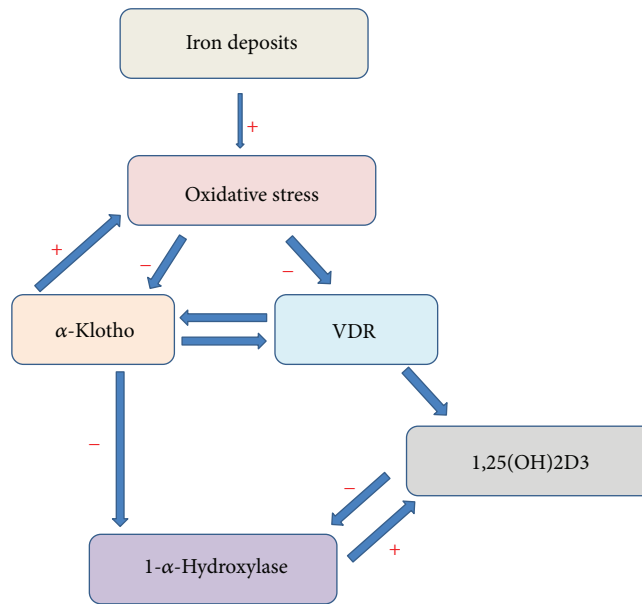 Iron deposits
+
Oxidative stress
+
−
−
α-Klotho
VDR
−
1,25(OH)2D3
−
1-α-Hydroxylase
+